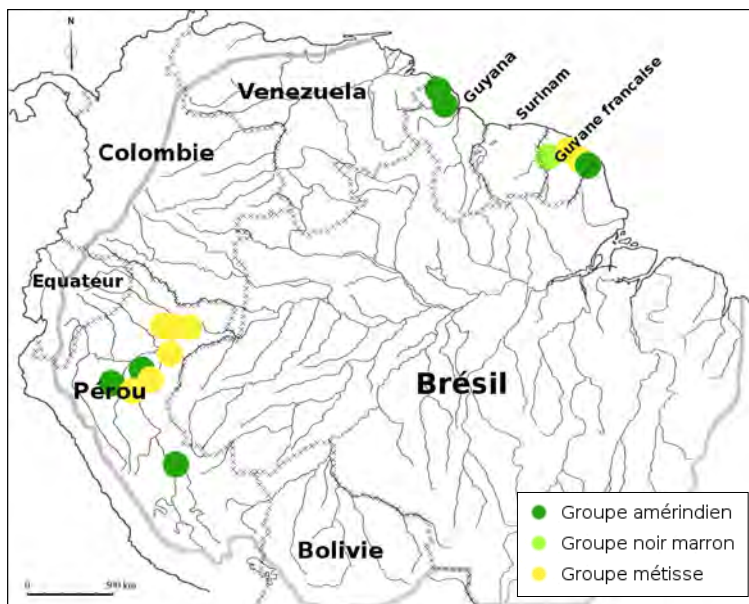 N
Venezuela
Guyana
Surinam
Guyane francaise
Colombie
Equateur
Pérou
Brésil
Bolivie
0 500 km
Groupe amérindien
Groupe noir marron
Groupe métisse